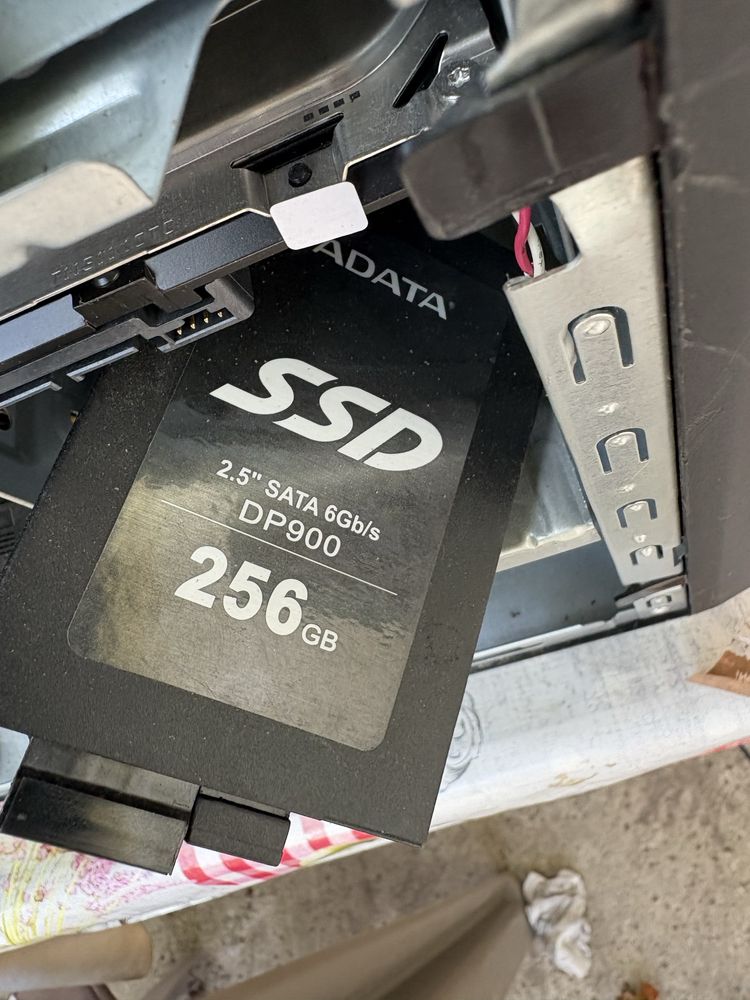 ADATA
SSD
2.5" SATA 6Gb/s
DP900
256GB